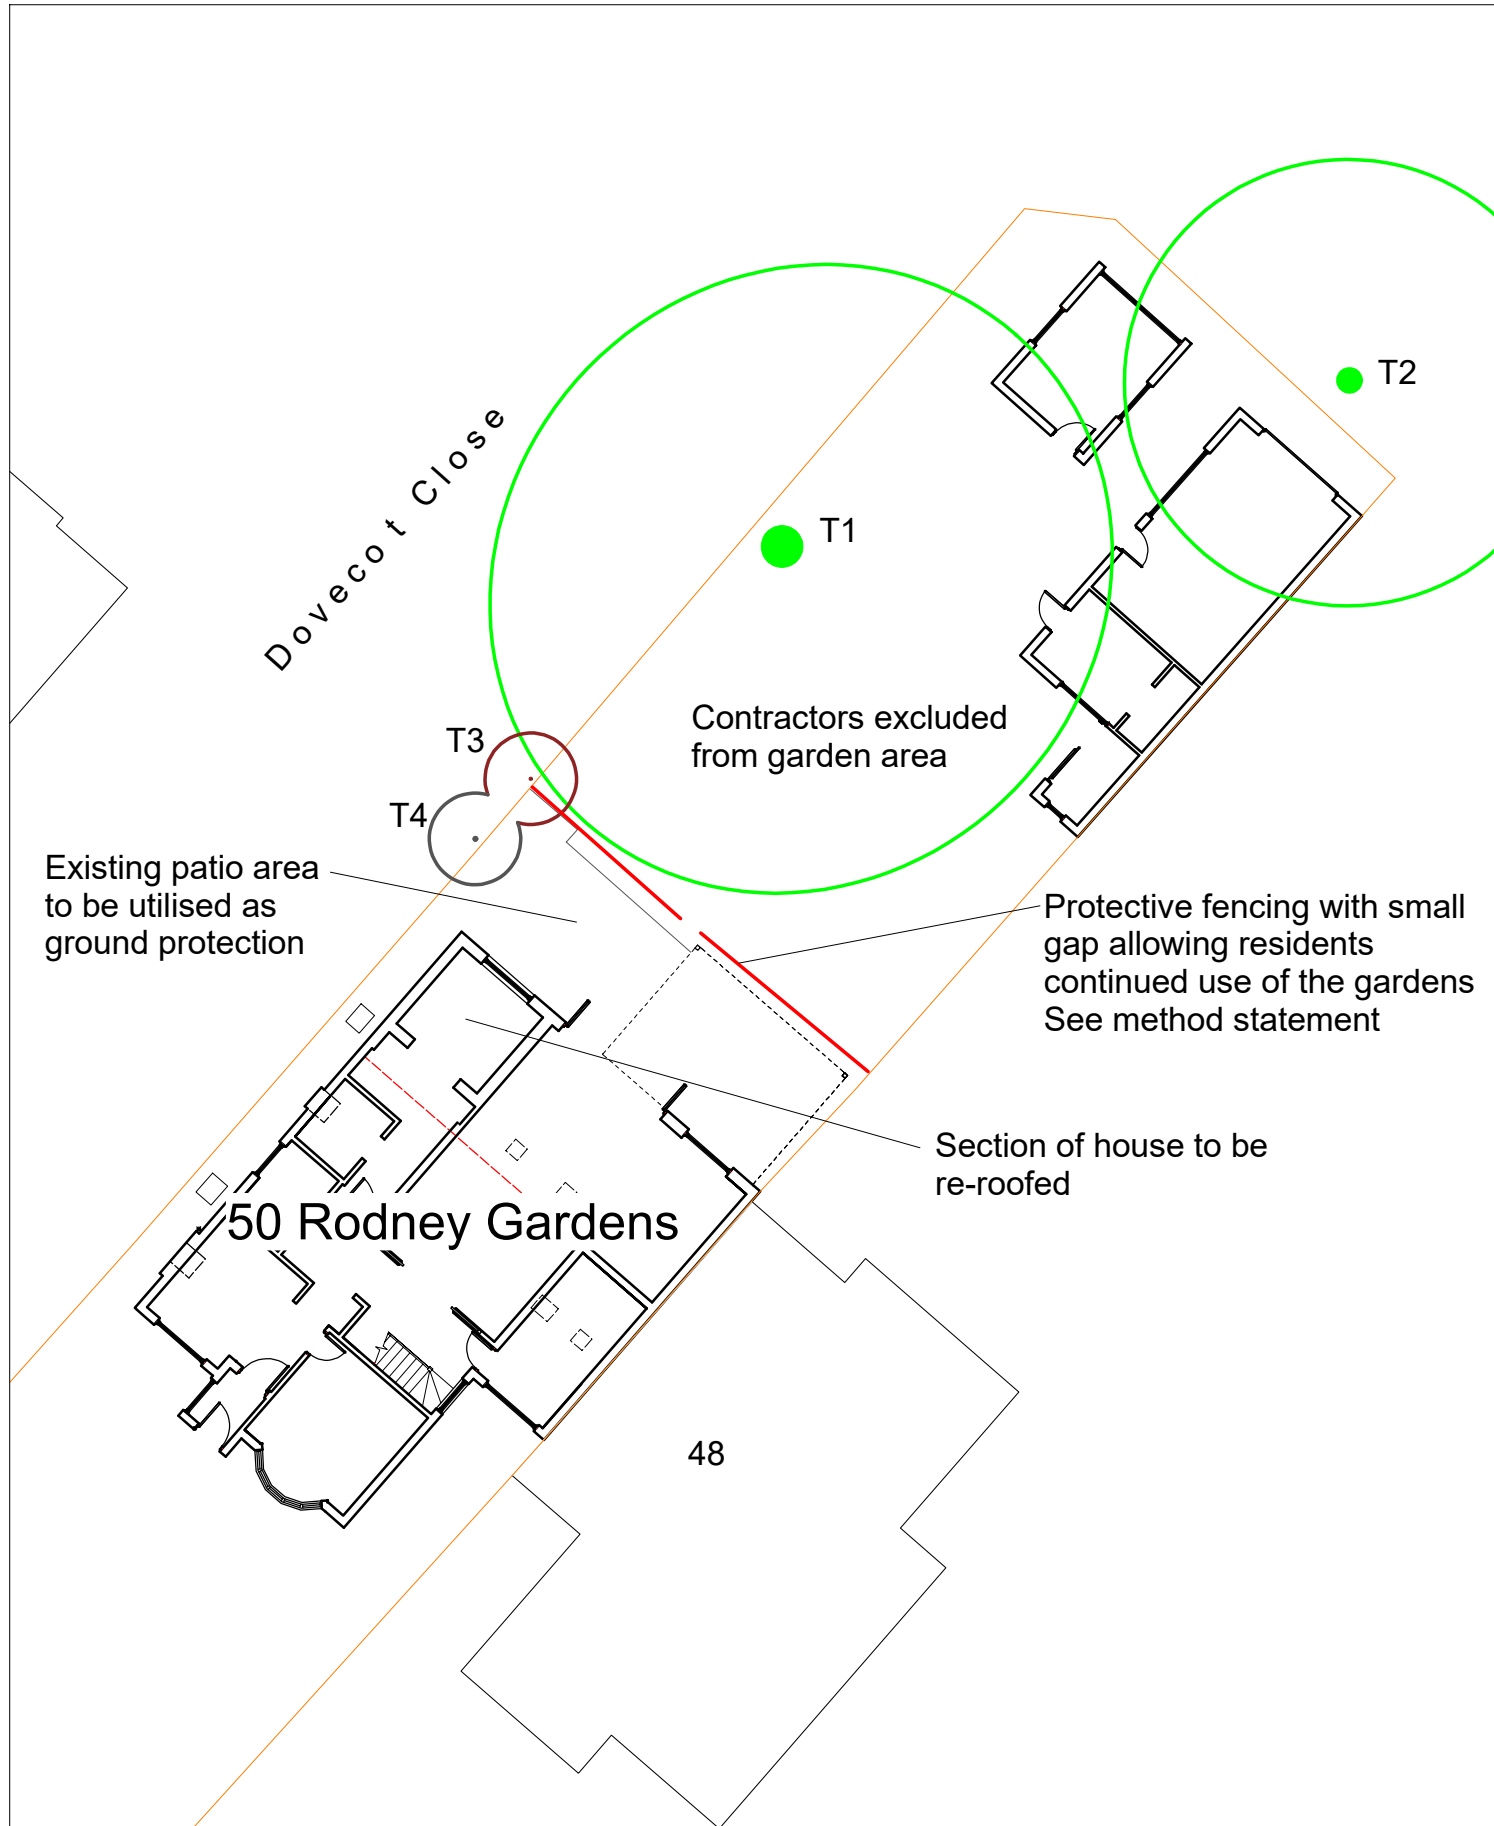 T2
Dovecot Close
T1
Contractors excluded
from garden area
T3
T4
Existing patio area
to be utilised as
ground protection
Protective fencing with small
gap allowing residents
continued use of the gardens
See method statement
Section of house to be
re-roofed
50 Rodney Gardens
48